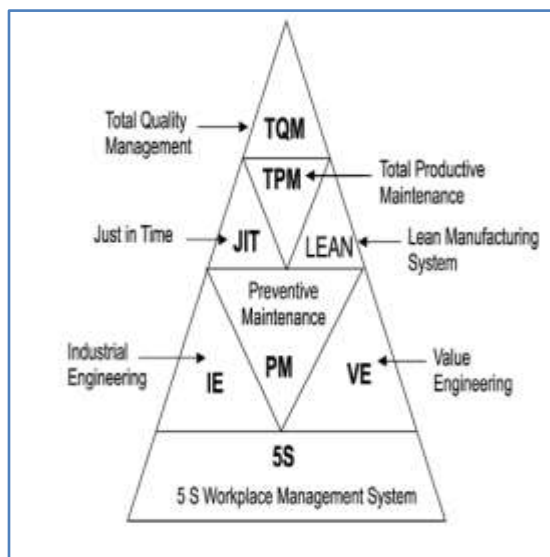 Total Quality
Management
TQM
TPM
Total Productive
Maintenance
Just in Time
JIT
LEAN
Lean Manufacturing
System
Preventive
Maintenance
Industrial
Engineering
IE
PM
VE
Value
Engineering
5S
5 S Workplace Management System